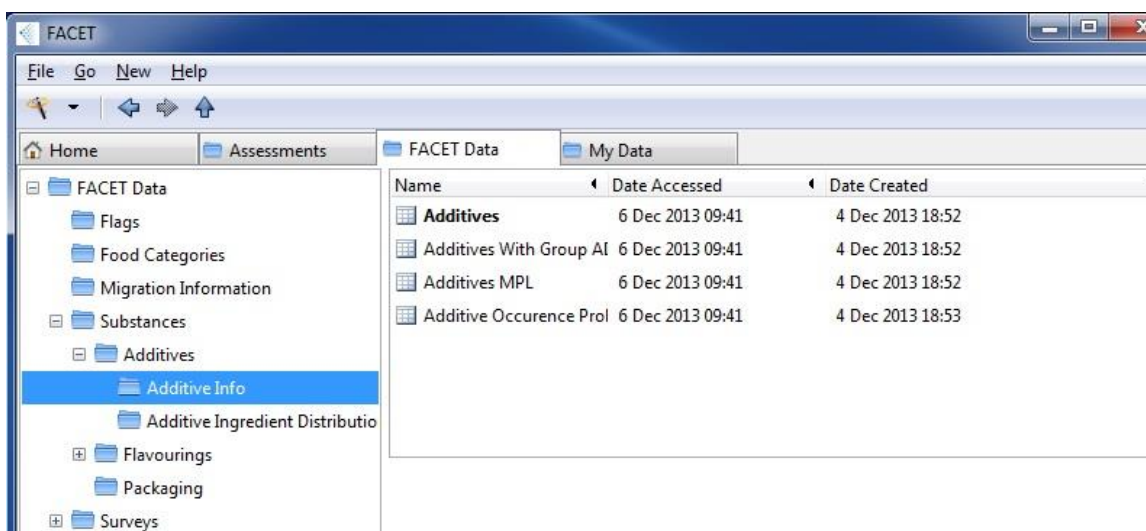 FACET
File Go New Help
Home Assessments FACET Data My Data
FACET Data
Flags
Food Categories
Migration Information
Substances
Additives
Additive Info
Additive Ingredient Distributio
Flavourings
Packaging
Surveys
Name Date Accessed Date Created
Additives 6 Dec 2013 09:41 4 Dec 2013 18:52
Additives With Group AD 6 Dec 2013 09:41 4 Dec 2013 18:52
Additives MPL 6 Dec 2013 09:41 4 Dec 2013 18:52
Additive Occurence Prol 6 Dec 2013 09:41 4 Dec 2013 18:53